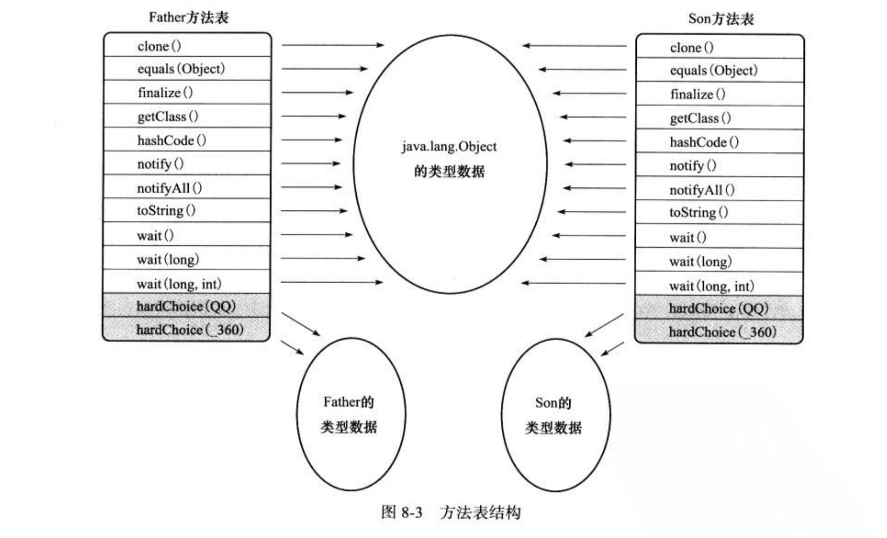 Father方法表
clone()
equals(Object)
finalize()
getClass()
hashCode()
notify()
notifyAll()
toString()
wait()
wait(long)
wait(long, int)
hardChoice(QQ)
hardChoice(_360)
java.lang.Object
的类型数据
Son方法表
clone()
equals(Object)
finalize()
getClass()
hashCode()
notify()
notifyAll()
toString()
wait()
wait(long)
wait(long, int)
hardChoice(QQ)
hardChoice(_360)
Father的
类型数据
Son的
类型数据
图 8-3 方法表结构